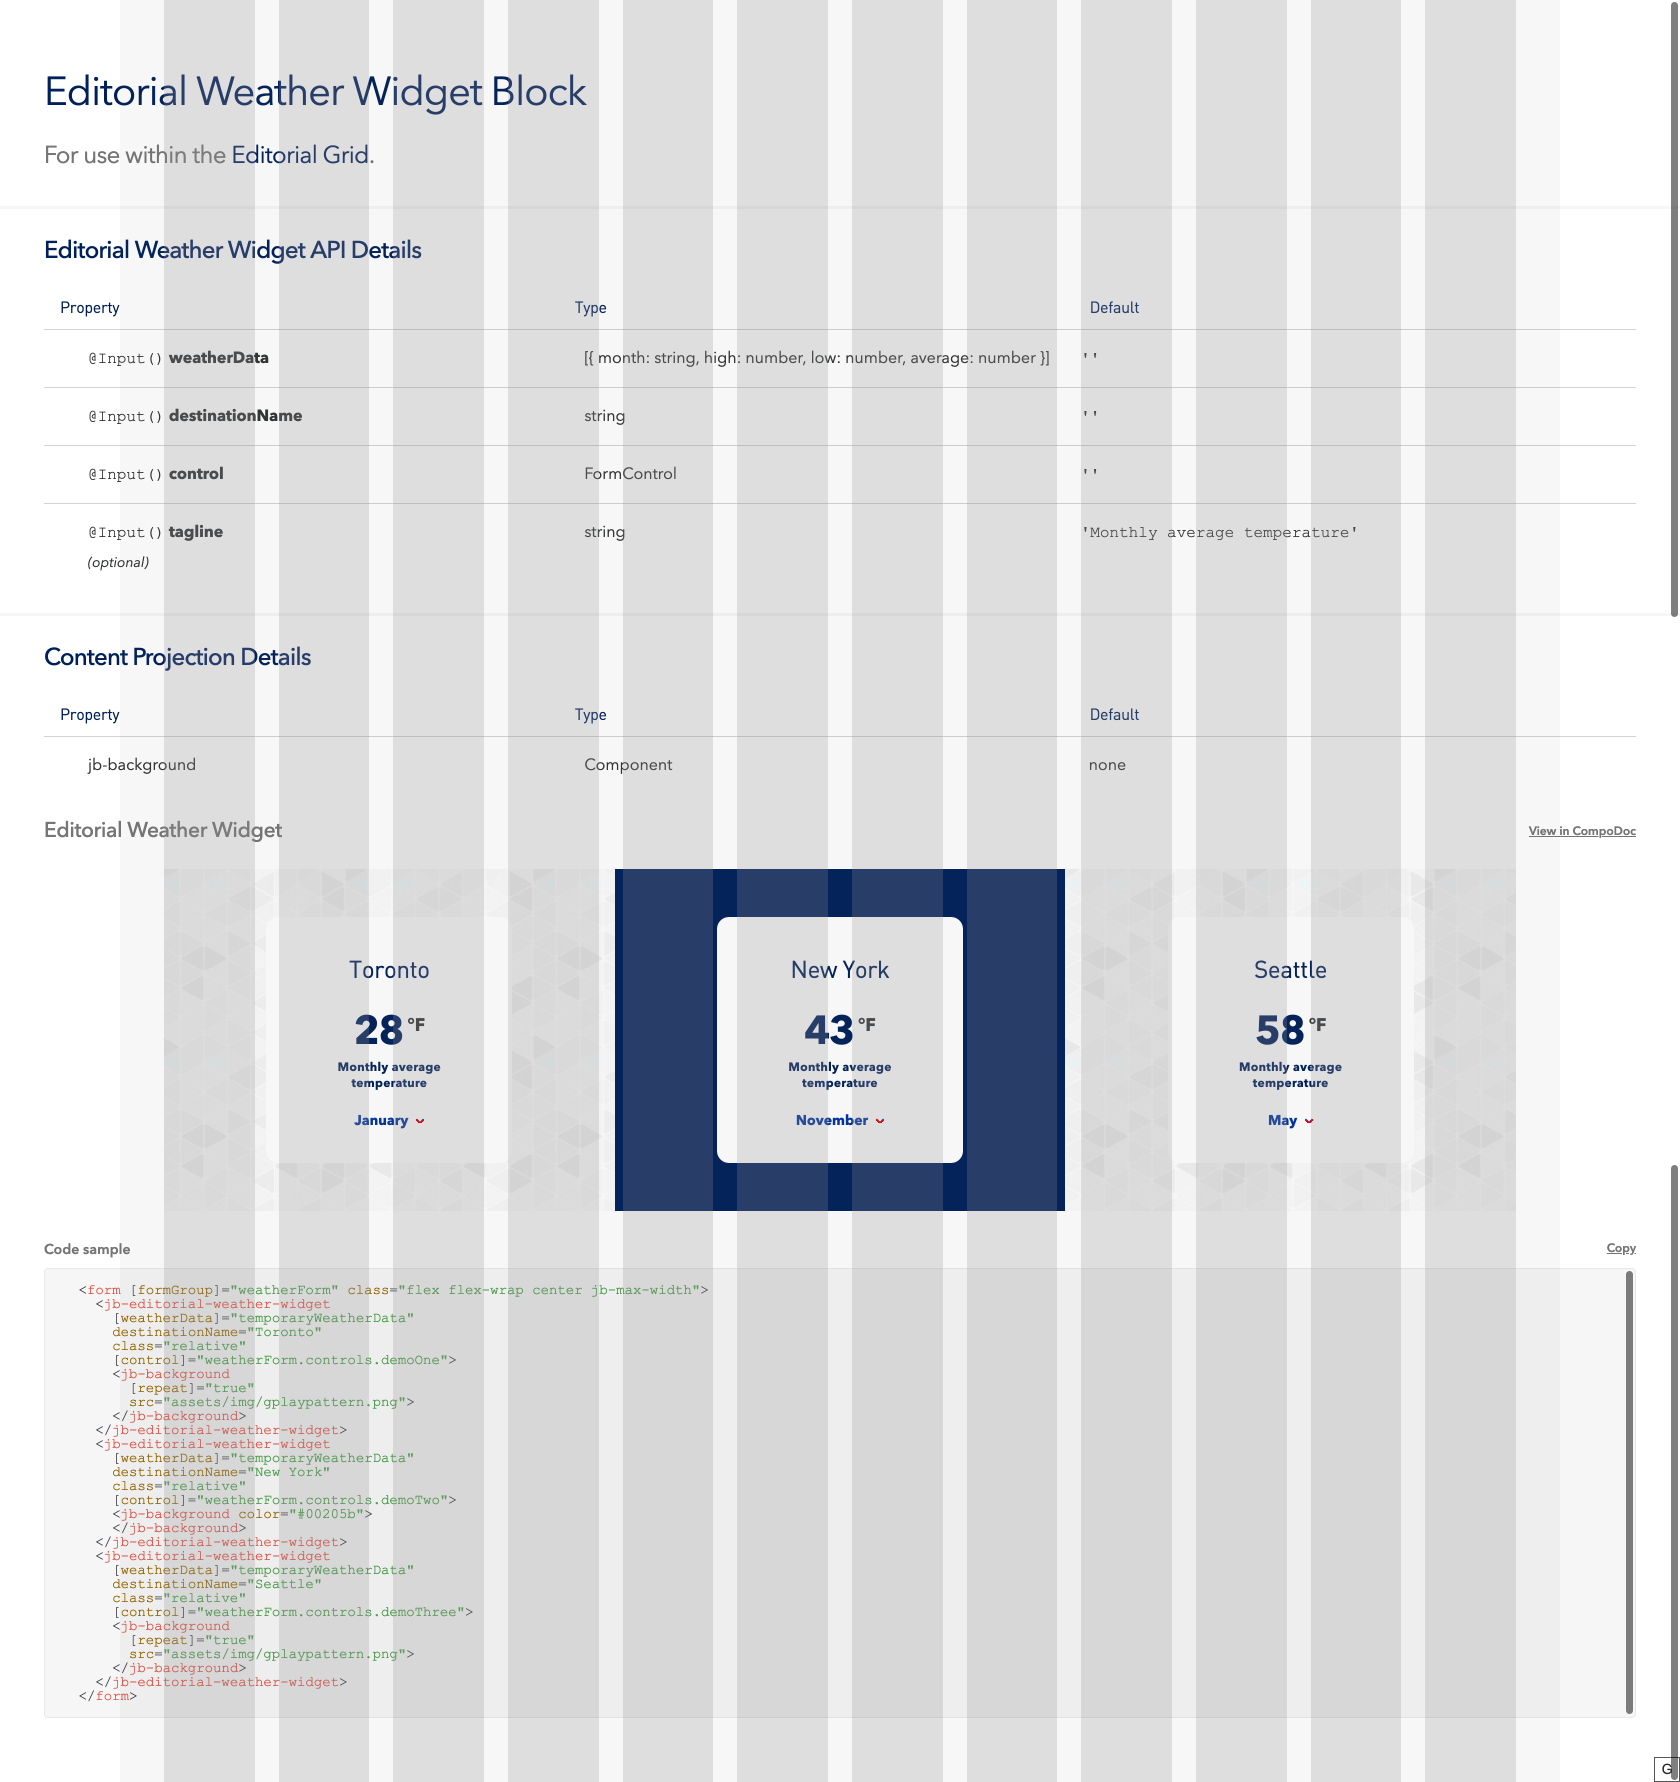 Editorial Weather Widget Block
For use within the Editorial Grid.
Editorial Weather Widget API Details
Property Type Default
@Input() weatherData [{ month: string, high: number, low: number, average: number }] ''
@Input() destinationName string ''
@Input() control FormControl ''
@Input() tagline string 'Monthly average temperature'
(optional)
Content Projection Details
Property Type Default
jb-background Component none
Editorial Weather Widget View in CompoDoc
Toronto
28 °F
Monthly average
temperature
January
New York
43 °F
Monthly average
temperature
November
Seattle
58 °F
Monthly average
temperature
May
Code sample Copy
<form [formGroup]="weatherForm" class="flex flex-wrap center jb-max-width">
<jb-editorial-weather-widget
[weatherData]="temporaryWeatherData"
destinationName="Toronto"
class="relative"
[control]="weatherForm.controls.demoOne">
<jb-background
[repeat]="true"
src="assets/img/gplaypattern.png">
</jb-background>
</jb-editorial-weather-widget>
<jb-editorial-weather-widget
[weatherData]="temporaryWeatherData"
destinationName="New York"
class="relative"
[control]="weatherForm.controls.demoTwo">
<jb-background color="#00205b">
</jb-background>
</jb-editorial-weather-widget>
<jb-editorial-weather-widget
[weatherData]="temporaryWeatherData"
destinationName="Seattle"
class="relative"
[control]="weatherForm.controls.demoThree">
<jb-background
[repeat]="true"
src="assets/img/gplaypattern.png">
</jb-background>
</jb-editorial-weather-widget>
</form>
G